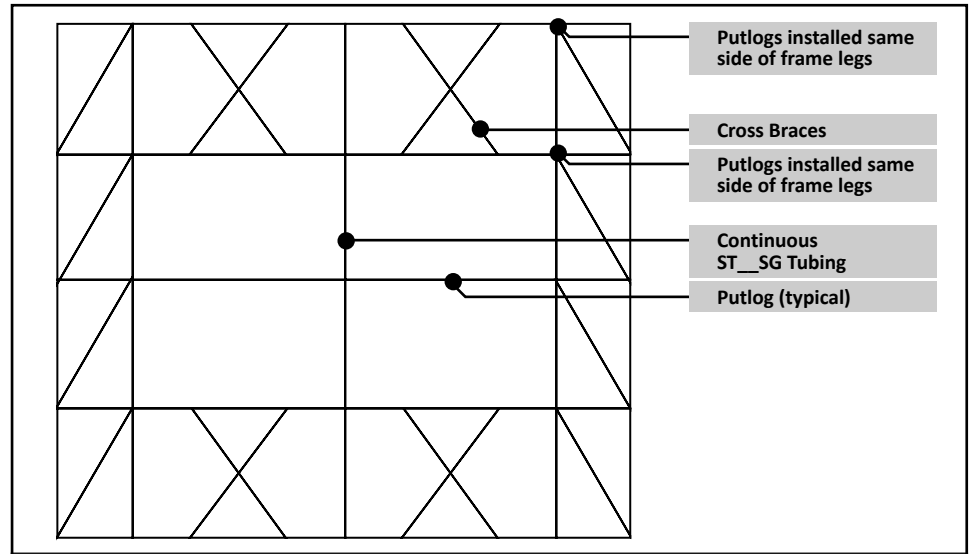 Putlogs installed same
side of frame legs
Cross Braces
Putlogs installed same
side of frame legs
Continuous
ST__SG Tubing
Putlog (typical)